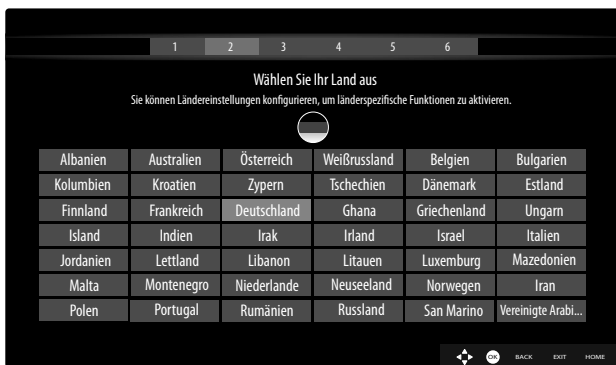 1 2 3 4 5 6
Wählen Sie Ihr Land aus
Sie können Ländereinstellungen konfigurieren, um länderspezifische Funktionen zu aktivieren.
Albanien Australien Österreich Weißrussland Belgien Bulgarien
Kolumbien Kroatien Zypern Tschechien Dänemark Estland
Finnland Frankreich Deutschland Ghana Griechenland Ungarn
Island Indien Irak Irland Israel Italien
Jordanien Lettland Libanon Litauen Luxemburg Mazedonien
Malta Montenegro Niederlande Neuseeland Norwegen Iran
Polen Portugal Rumänien Russland San Marino Vereinigte Arabi...
OK BACK EXIT HOME